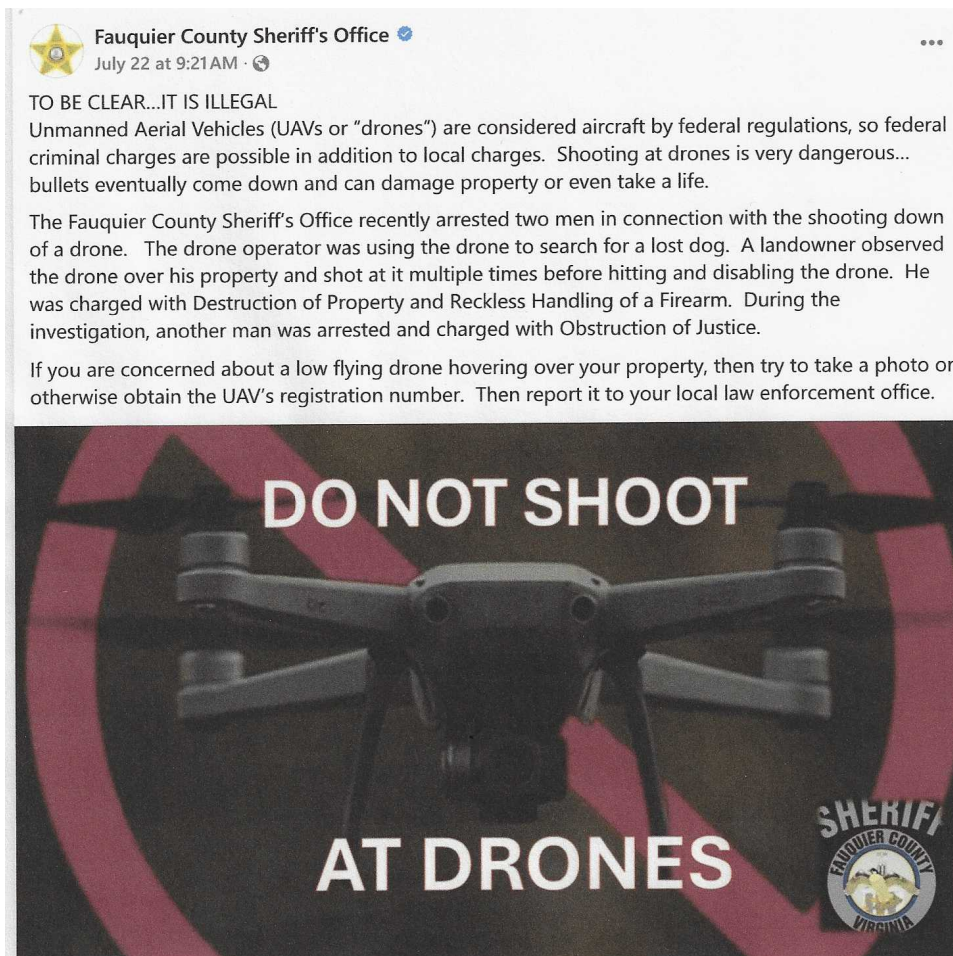 Fauquier County Sheriff's Office
July 22 at 9:21 AM ·
TO BE CLEAR...IT IS ILLEGAL
Unmanned Aerial Vehicles (UAVs or “drones”) are considered aircraft by federal regulations, so federal
criminal charges are possible in addition to local charges.  Shooting at drones is very dangerous...
bullets eventually come down and can damage property or even take a life.
The Fauquier County Sheriff’s Office recently arrested two men in connection with the shooting down
of a drone.   The drone operator was using the drone to search for a lost dog.  A landowner observed
the drone over his property and shot at it multiple times before hitting and disabling the drone.  He
was charged with Destruction of Property and Reckless Handling of a Firearm.  During the
investigation, another man was arrested and charged with Obstruction of Justice.
If you are concerned about a low flying drone hovering over your property, then try to take a photo or
otherwise obtain the UAV’s registration number.  Then report it to your local law enforcement office.
DO NOT SHOOT
AT DRONES
SHERIFF
FAUQUIER COUNTY
VIRGINIA